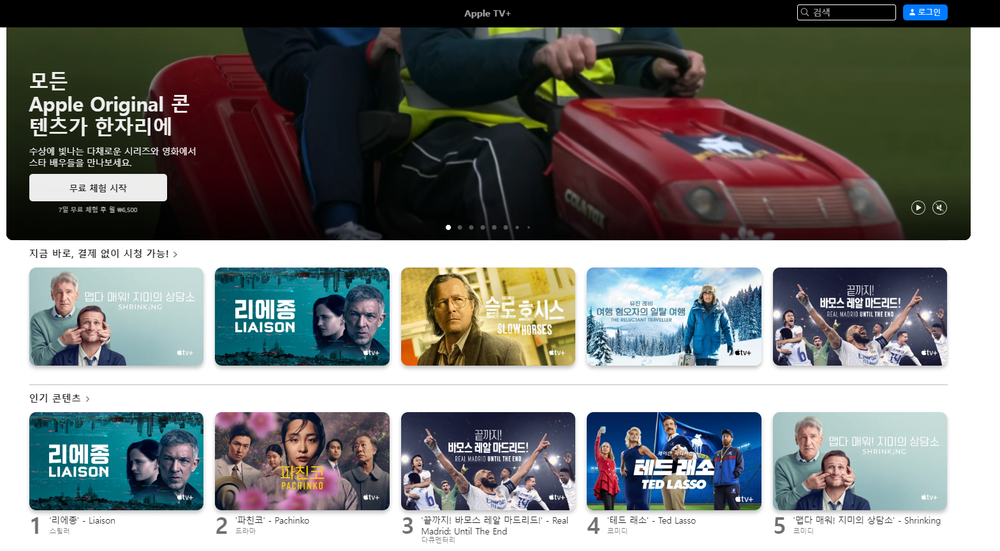 Apple TV+
검색
로그인
모든
Apple Original 콘
텐츠가 한자리에
수상에 빛나는 다채로운 시리즈와 영화에서
스타 배우들을 만나보세요.
무료 체험 시작
7일 무료 체험 후 월 ₩6,500
COLATOX
지금 바로, 결제 없이 시청 가능!
맵다 매워! 지미의 상담소
SHRINKING
tv+
리에종
LIAISON
tv+
슬로 호시스
SLOW HORSES
tv+
유진 레비
여행 혐오자의 일탈 여행
THE RELUCTANT TRAVELLER
tv+
끝까지!
바모스 레알 마드리드!
REAL MADRID UNTIL THE END
tv+
인기 콘텐츠
리에종
LIAISON
tv+
파친코
PACHINKO
tv+
끝까지!
바모스 레알 마드리드!
REAL MADRID UNTIL THE END
6
14
tv+
제이슨 서디키스
테드 래소
TED LASSO
tv+
맵다 매워! 지미의 상담소
SHRINKING
tv+
1 '리에종' - Liaison
스릴러
2 '파친코' - Pachinko
드라마
3 '끝까지! 바모스 레알 마드리드!' - Real
Madrid: Until The End
다큐멘터리
4 '테드 래소' - Ted Lasso
코미디
5 '맵다 매워! 지미의 상담소' - Shrinking
코미디